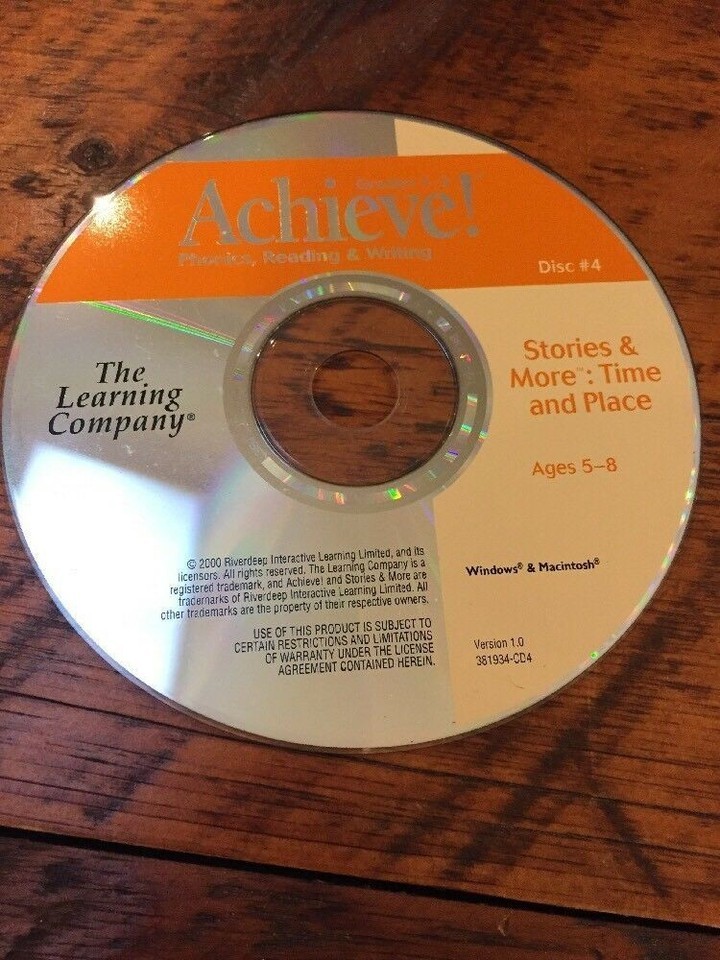 Achieve!
Phonics, Reading & Writing
Disc #4
The
Learning
Company®
Stories &
More™: Time
and Place
Ages 5–8
© 2000 Riverdeep Interactive Learning Limited, and its
licensors. All rights reserved. The Learning Company is a
registered trademark, and Achieve! and Stories & More are
trademarks of Riverdeep Interactive Learning Limited. All
other trademarks are the property of their respective owners.
USE OF THIS PRODUCT IS SUBJECT TO
CERTAIN RESTRICTIONS AND LIMITATIONS
OF WARRANTY UNDER THE LICENSE
AGREEMENT CONTAINED HEREIN.
Windows® & Macintosh®
Version 1.0
381934-CD4